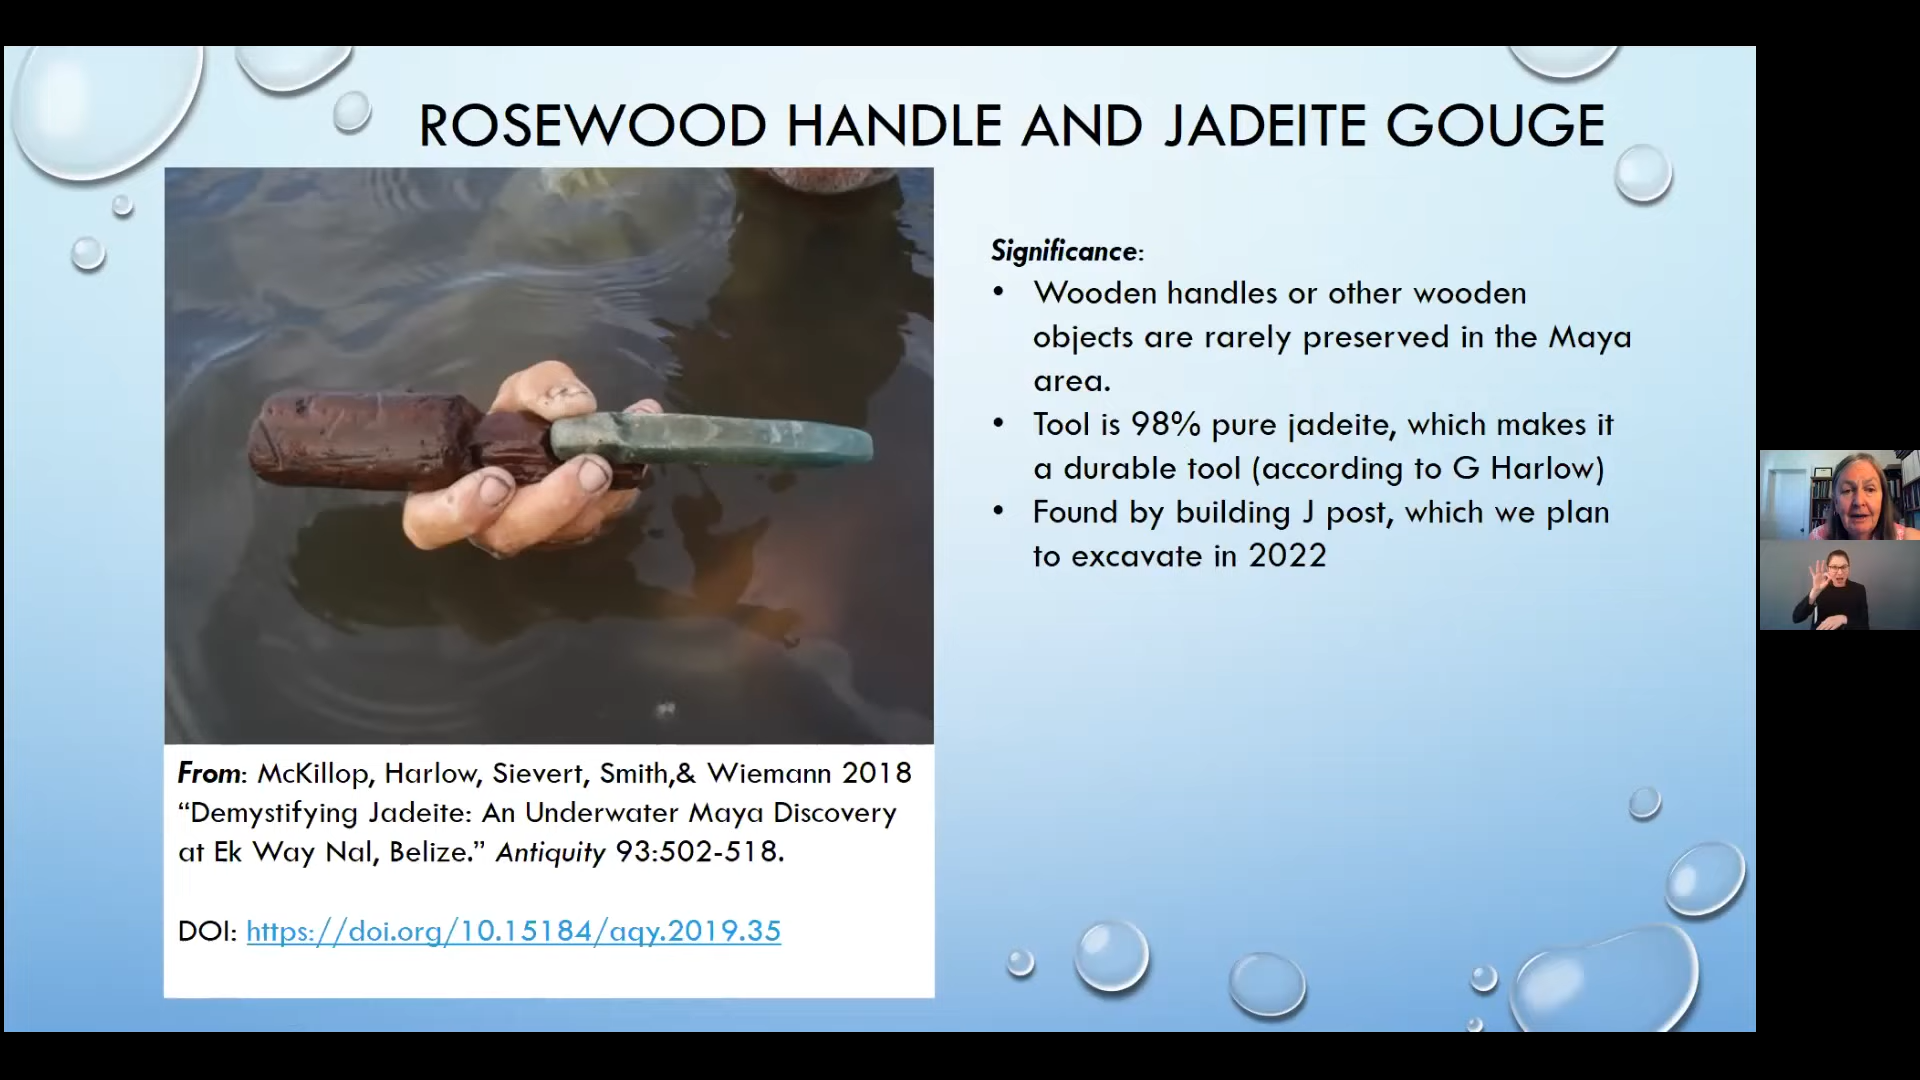 ROSEWOOD HANDLE AND JADEITE GOUGE
Significance:
• Wooden handles or other wooden
objects are rarely preserved in the Maya
area.
• Tool is 98% pure jadeite, which makes it
a durable tool (according to G Harlow)
• Found by building J post, which we plan
to excavate in 2022
From: McKillop, Harlow, Sievert, Smith,& Wiemann 2018
“Demystifying Jadeite: An Underwater Maya Discovery
at Ek Way Nal, Belize.” Antiquity 93:502-518.
DOI: https://doi.org/10.15184/aqy.2019.35